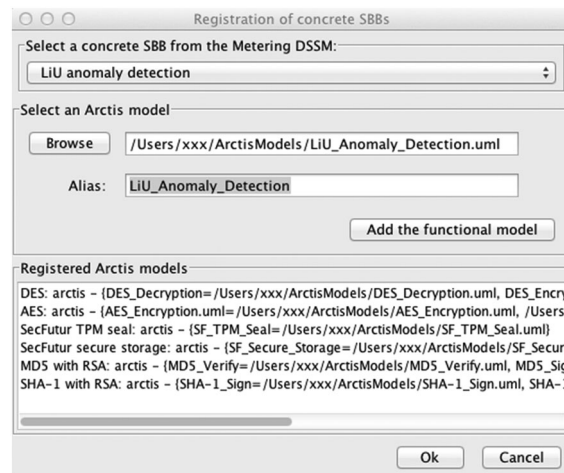 Registration of concrete SBBs
Select a concrete SBB from the Metering DSSM:
LiU anomaly detection
Select an Arctis model
Browse /Users/xxx/ArctisModels/LiU_Anomaly_Detection.uml
Alias: LiU_Anomaly_Detection
Add the functional model
Registered Arctis models
DES: arctis – {DES_Decryption=/Users/xxx/ArctisModels/DES_Decryption.uml, DES_Encry
AES: arctis – {AES_Encryption.uml=/Users/xxx/ArctisModels/AES_Encryption.uml, /Users
SecFutur TPM seal: arctis – {SF_TPM_Seal=/Users/xxx/ArctisModels/SF_TPM_Seal.uml}
SecFutur secure storage: arctis – {SF_Secure_Storage=/Users/xxx/ArctisModels/SF_Secur
MD5 with RSA: arctis – {MD5_Verify=/Users/xxx/ArctisModels/MD5_Verify.uml, MD5_Sig
SHA-1 with RSA: arctis – {SHA-1_Sign=/Users/xxx/ArctisModels/SHA-1_Sign.uml, SHA-1
Ok Cancel